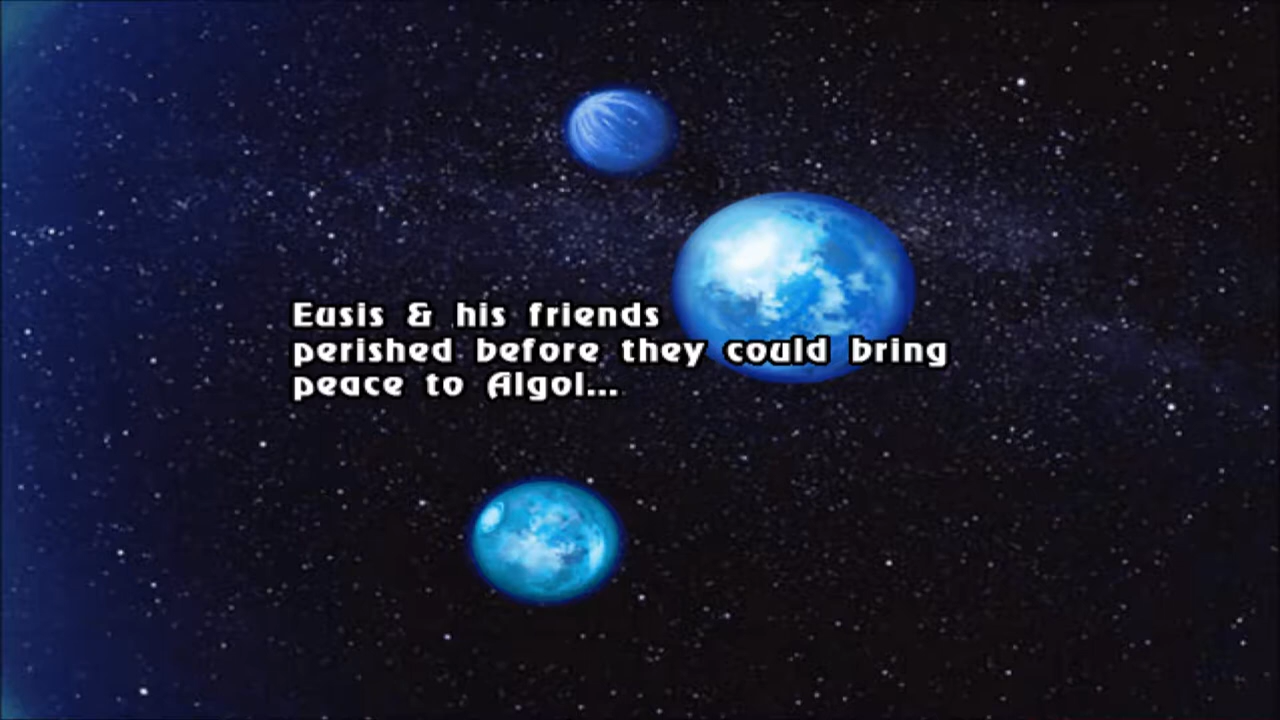 Eusis & his friends
perished before they could bring
peace to Algol...